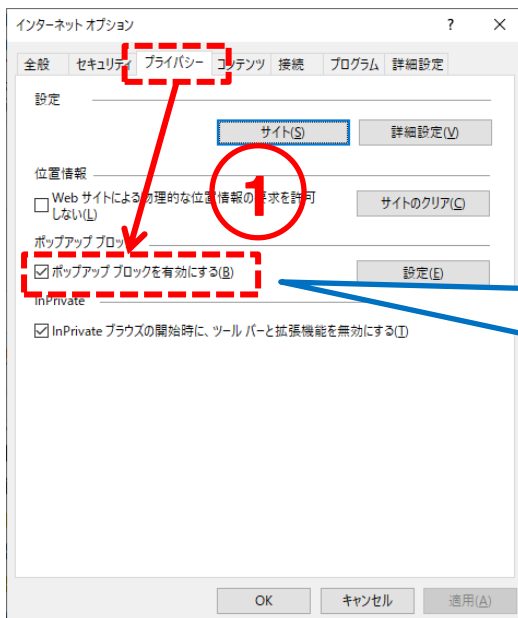 インターネット オプション ? ×
全般 セキュリティ プライバシー コンテンツ 接続 プログラム 詳細設定
設定
サイト(S) 詳細設定(V)
位置情報
Web サイトによる物理的な位置情報の要求を許可
しない(L)
サイトのクリア(C)
ポップアップ ブロック
ポップアップ ブロックを有効にする(B) 設定(E)
InPrivate
InPrivate ブラウズの開始時に、ツール バーと拡張機能を無効にする(T)
1
OK キャンセル 適用(A)